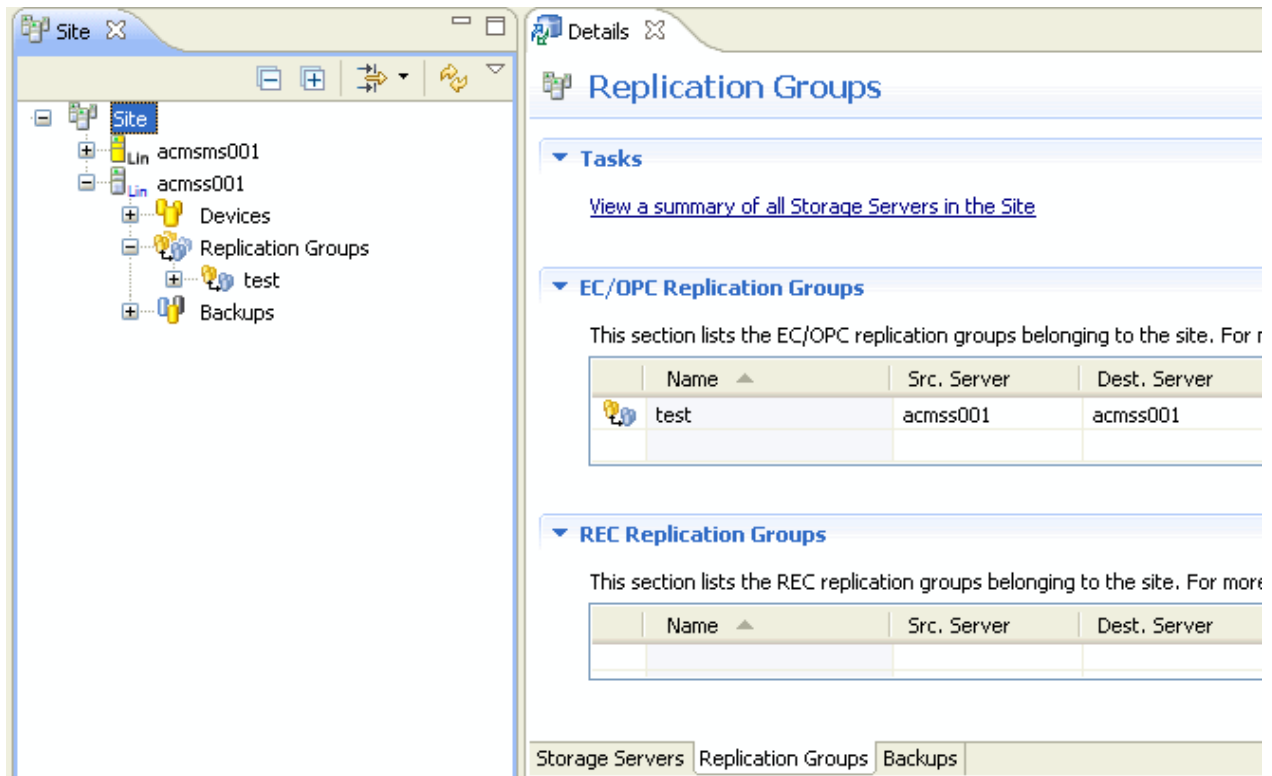 Site
Site
Lin acmsms001
Lin acmss001
Devices
Replication Groups
test
Backups
Details
Replication Groups
Tasks
View a summary of all Storage Servers in the Site
EC/OPC Replication Groups
This section lists the EC/OPC replication groups belonging to the site. For
Name Src. Server Dest. Server
test acmss001 acmss001
REC Replication Groups
This section lists the REC replication groups belonging to the site. For more
Name Src. Server Dest. Server
Storage Servers Replication Groups Backups